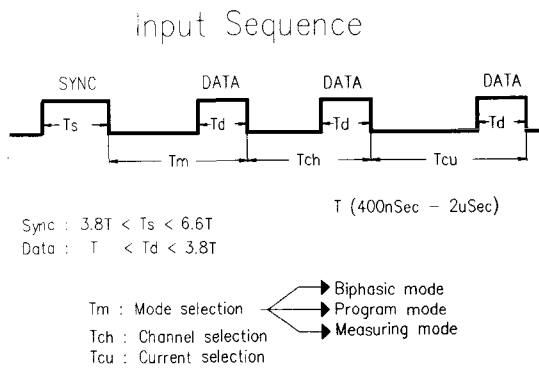 Input Sequence
SYNC DATA DATA DATA
Ts Td Td Td
Tm Tch Tcu
T (400nSec - 2uSec)
Sync : 3.8T < Ts < 6.6T
Data : T < Td < 3.8T
Biphasic mode
Tm : Mode selection Program mode
Measuring mode
Tch : Channel selection
Tcu : Current selection